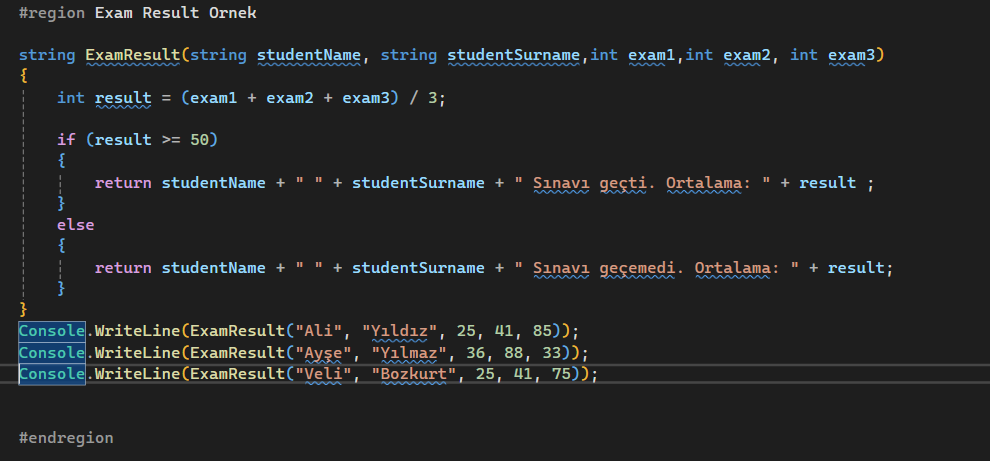 #region Exam Result Ornek
string ExamResult(string studentName, string studentSurname,int exam1,int exam2, int exam3)
{
int result = (exam1 + exam2 + exam3) / 3;
if (result >= 50)
{
return studentName + " " + studentSurname + " Sınavı geçti. Ortalama: " + result ;
}
else
{
return studentName + " " + studentSurname + " Sınavı geçemedi. Ortalama: " + result;
}
}
Console.WriteLine(ExamResult("Ali", "Yıldız", 25, 41, 85));
Console.WriteLine(ExamResult("Ayşe", "Yılmaz", 36, 88, 33));
Console.WriteLine(ExamResult("Veli", "Bozkurt", 25, 41, 75));
#endregion